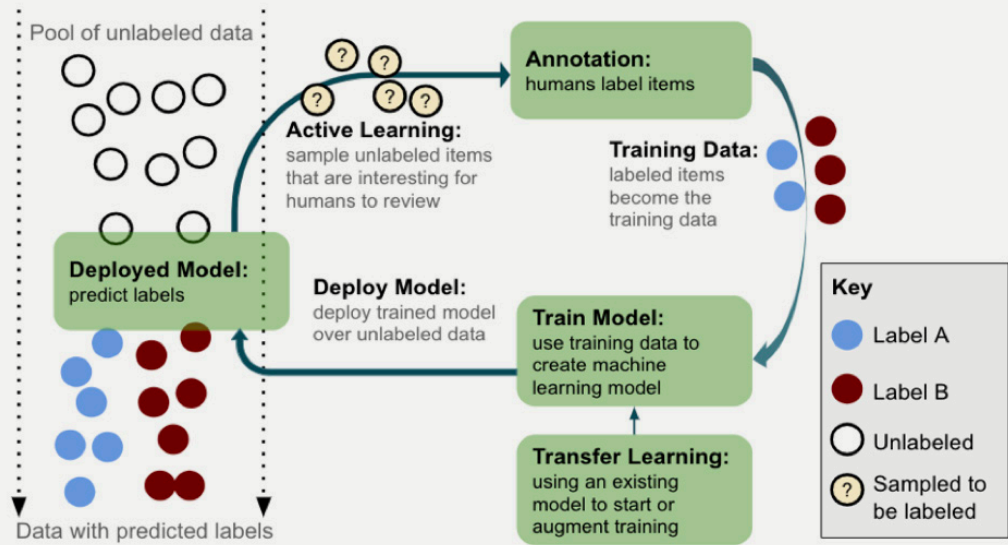 Pool of unlabeled data
?
?
?
?
?
Annotation:
humans label items
Active Learning:
sample unlabeled items
that are interesting for
humans to review
Training Data:
labeled items
become the
training data
Deployed Model:
predict labels
Deploy Model:
deploy trained model
over unlabeled data
Train Model:
use training data to
create machine
learning model
Transfer Learning:
using an existing
model to start or
augment training
Data with predicted labels
Key
Label A
Label B
Unlabeled
? Sampled to
be labeled